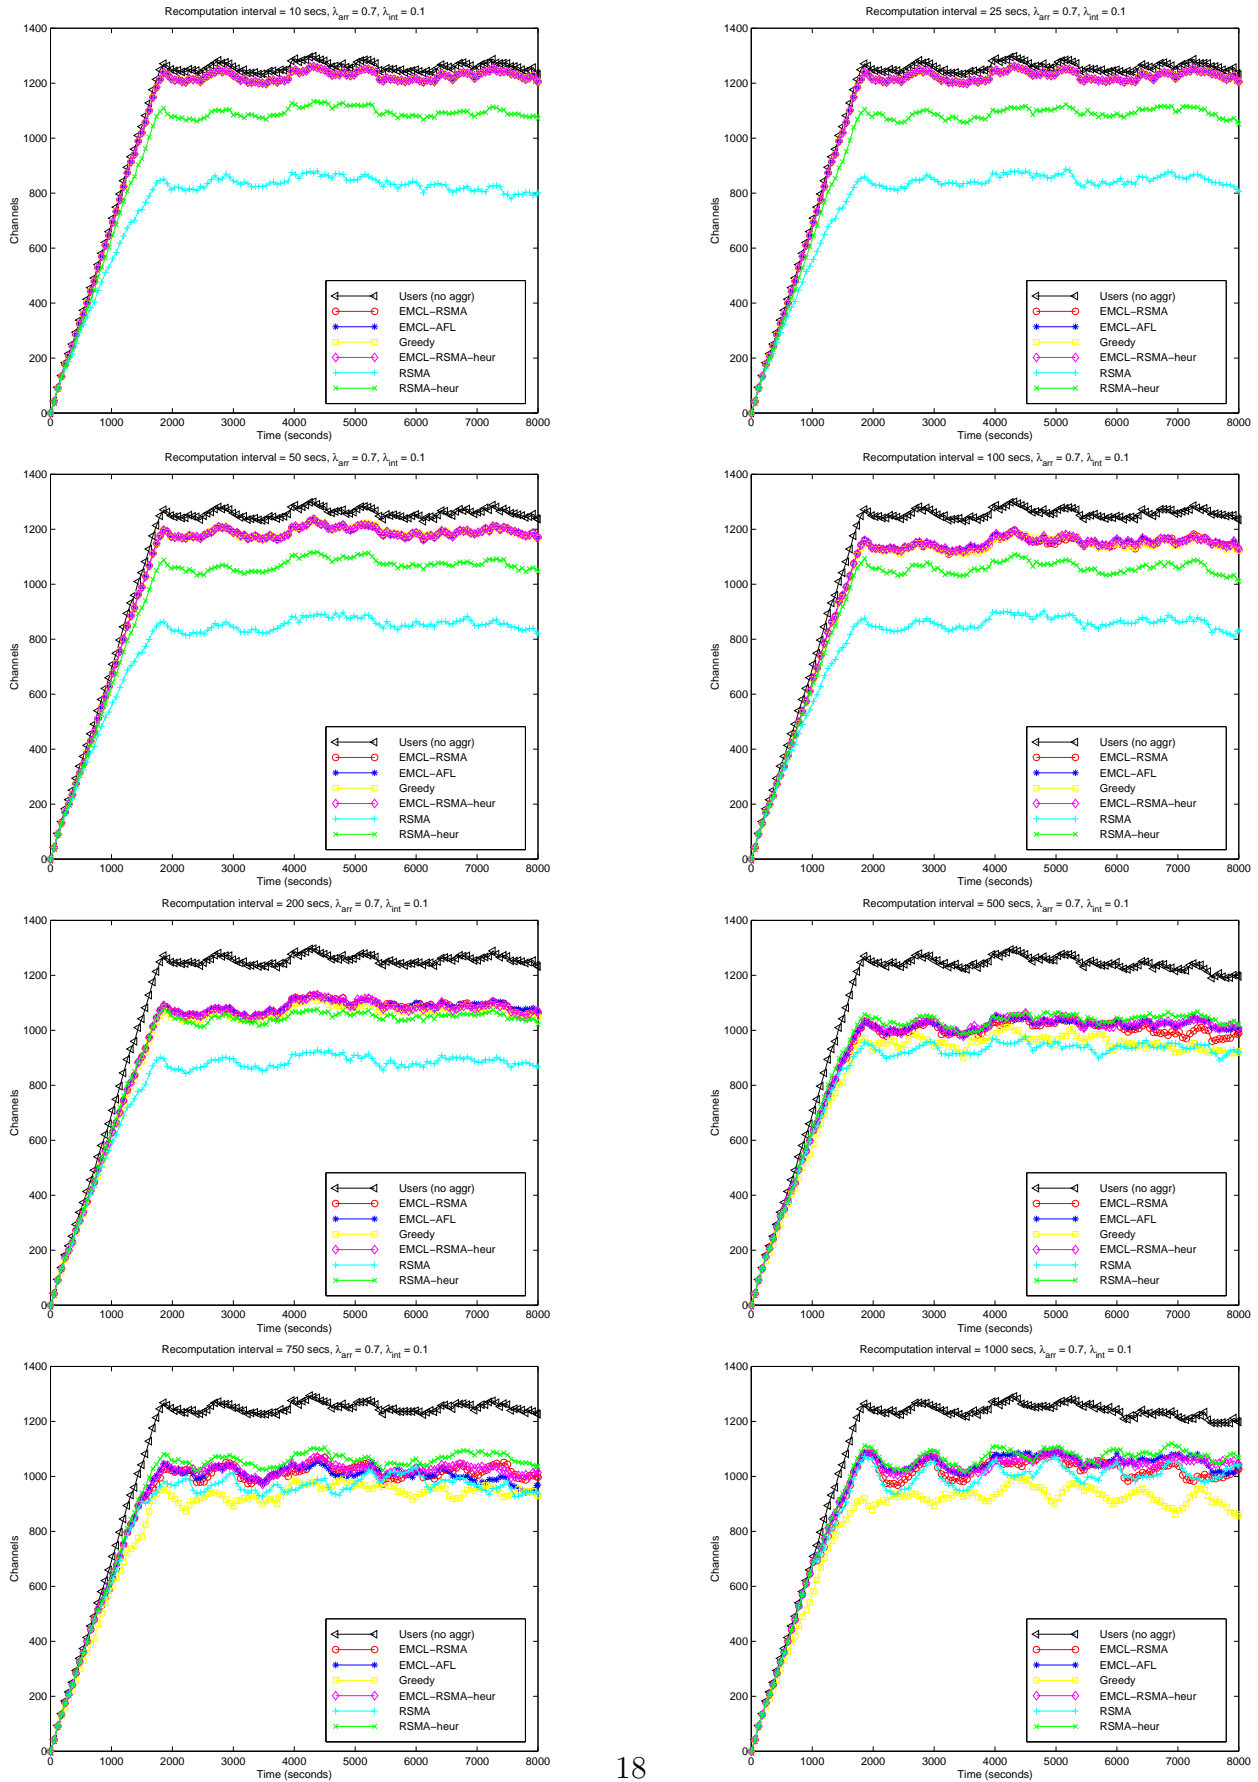 Recomputation interval = 10 secs, λarr = 0.7, λint = 0.1
1400
1200
1000
800
600
400
200
0
Channels
Users (no aggr)
EMCL−RSMA
EMCL−AFL
Greedy
EMCL−RSMA−heur
RSMA
RSMA−heur
0 1000 2000 3000 4000 5000 6000 7000 8000
Time (seconds)
Recomputation interval = 25 secs, λarr = 0.7, λint = 0.1
1400
1200
1000
800
600
400
200
0
Channels
Users (no aggr)
EMCL−RSMA
EMCL−AFL
Greedy
EMCL−RSMA−heur
RSMA
RSMA−heur
0 1000 2000 3000 4000 5000 6000 7000 8000
Time (seconds)
Recomputation interval = 50 secs, λarr = 0.7, λint = 0.1
1400
1200
1000
800
600
400
200
0
Channels
Users (no aggr)
EMCL−RSMA
EMCL−AFL
Greedy
EMCL−RSMA−heur
RSMA
RSMA−heur
0 1000 2000 3000 4000 5000 6000 7000 8000
Time (seconds)
Recomputation interval = 100 secs, λarr = 0.7, λint = 0.1
1400
1200
1000
800
600
400
200
0
Channels
Users (no aggr)
EMCL−RSMA
EMCL−AFL
Greedy
EMCL−RSMA−heur
RSMA
RSMA−heur
0 1000 2000 3000 4000 5000 6000 7000 8000
Time (seconds)
Recomputation interval = 200 secs, λarr = 0.7, λint = 0.1
1400
1200
1000
800
600
400
200
0
Channels
Users (no aggr)
EMCL−RSMA
EMCL−AFL
Greedy
EMCL−RSMA−heur
RSMA
RSMA−heur
0 1000 2000 3000 4000 5000 6000 7000 8000
Time (seconds)
Recomputation interval = 500 secs, λarr = 0.7, λint = 0.1
1400
1200
1000
800
600
400
200
0
Channels
Users (no aggr)
EMCL−RSMA
EMCL−AFL
Greedy
EMCL−RSMA−heur
RSMA
RSMA−heur
0 1000 2000 3000 4000 5000 6000 7000 8000
Time (seconds)
Recomputation interval = 750 secs, λarr = 0.7, λint = 0.1
1400
1200
1000
800
600
400
200
0
Channels
Users (no aggr)
EMCL−RSMA
EMCL−AFL
Greedy
EMCL−RSMA−heur
RSMA
RSMA−heur
0 1000 2000 3000 4000 5000 6000 7000 8000
Time (seconds)
Recomputation interval = 1000 secs, λarr = 0.7, λint = 0.1
1400
1200
1000
800
600
400
200
0
Channels
Users (no aggr)
EMCL−RSMA
EMCL−AFL
Greedy
EMCL−RSMA−heur
RSMA
RSMA−heur
0 1000 2000 3000 4000 5000 6000 7000 8000
Time (seconds)
18